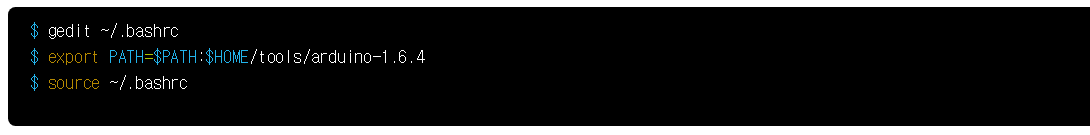 $ gedit ~/.bashrc
$ export PATH=$PATH:$HOME/tools/arduino-1.6.4
$ source ~/.bashrc